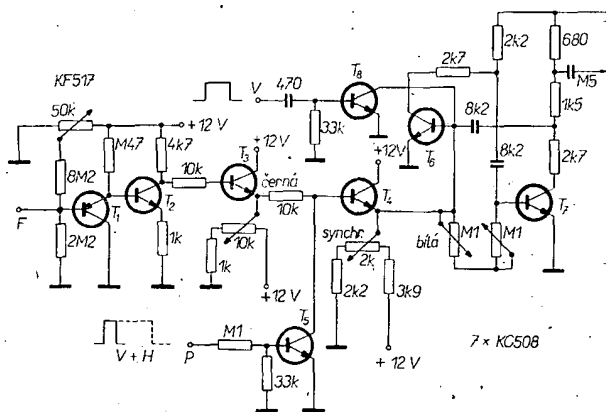 KF517
50k
+12V
8M2
M47
4k7
10k
2M2
F
T1
T2
1k
V
470
33k
T8
2k7
2k2
680
M5
1k5
T6
8k2
8k2
2k7
T7
T3
+12V
černá
10k
10k
1k
+12 V
+12V
T4
synchr.
2k
2k2
3k9
+12 V
bílá
M1
M1
V + H
P
M1
33k
T5
7 × KC508